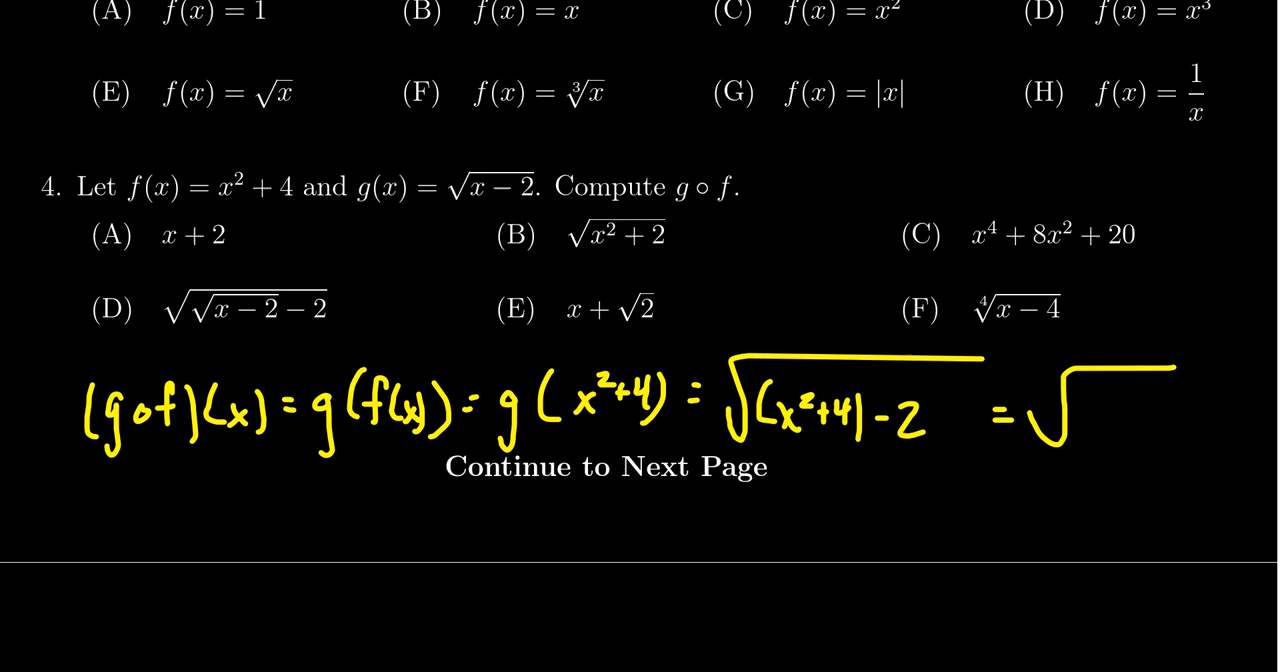 (A) f(x) = 1 (B) f(x) = x (C) f(x) = x² (D) f(x) = x³
(E) f(x) = √x (F) f(x) = ∛x (G) f(x) = |x| (H) f(x) = 1/x
4. Let f(x) = x² + 4 and g(x) = √(x − 2). Compute g ∘ f.
(A) x + 2 (B) √(x² + 2) (C) x⁴ + 8x² + 20
(D) √(√(x − 2) − 2) (E) x + √2 (F) ∜(x − 4)
(g∘f)(x) = g(f(x)) = g(x²+4) = √((x²+4)-2) = √
Continue to Next Page